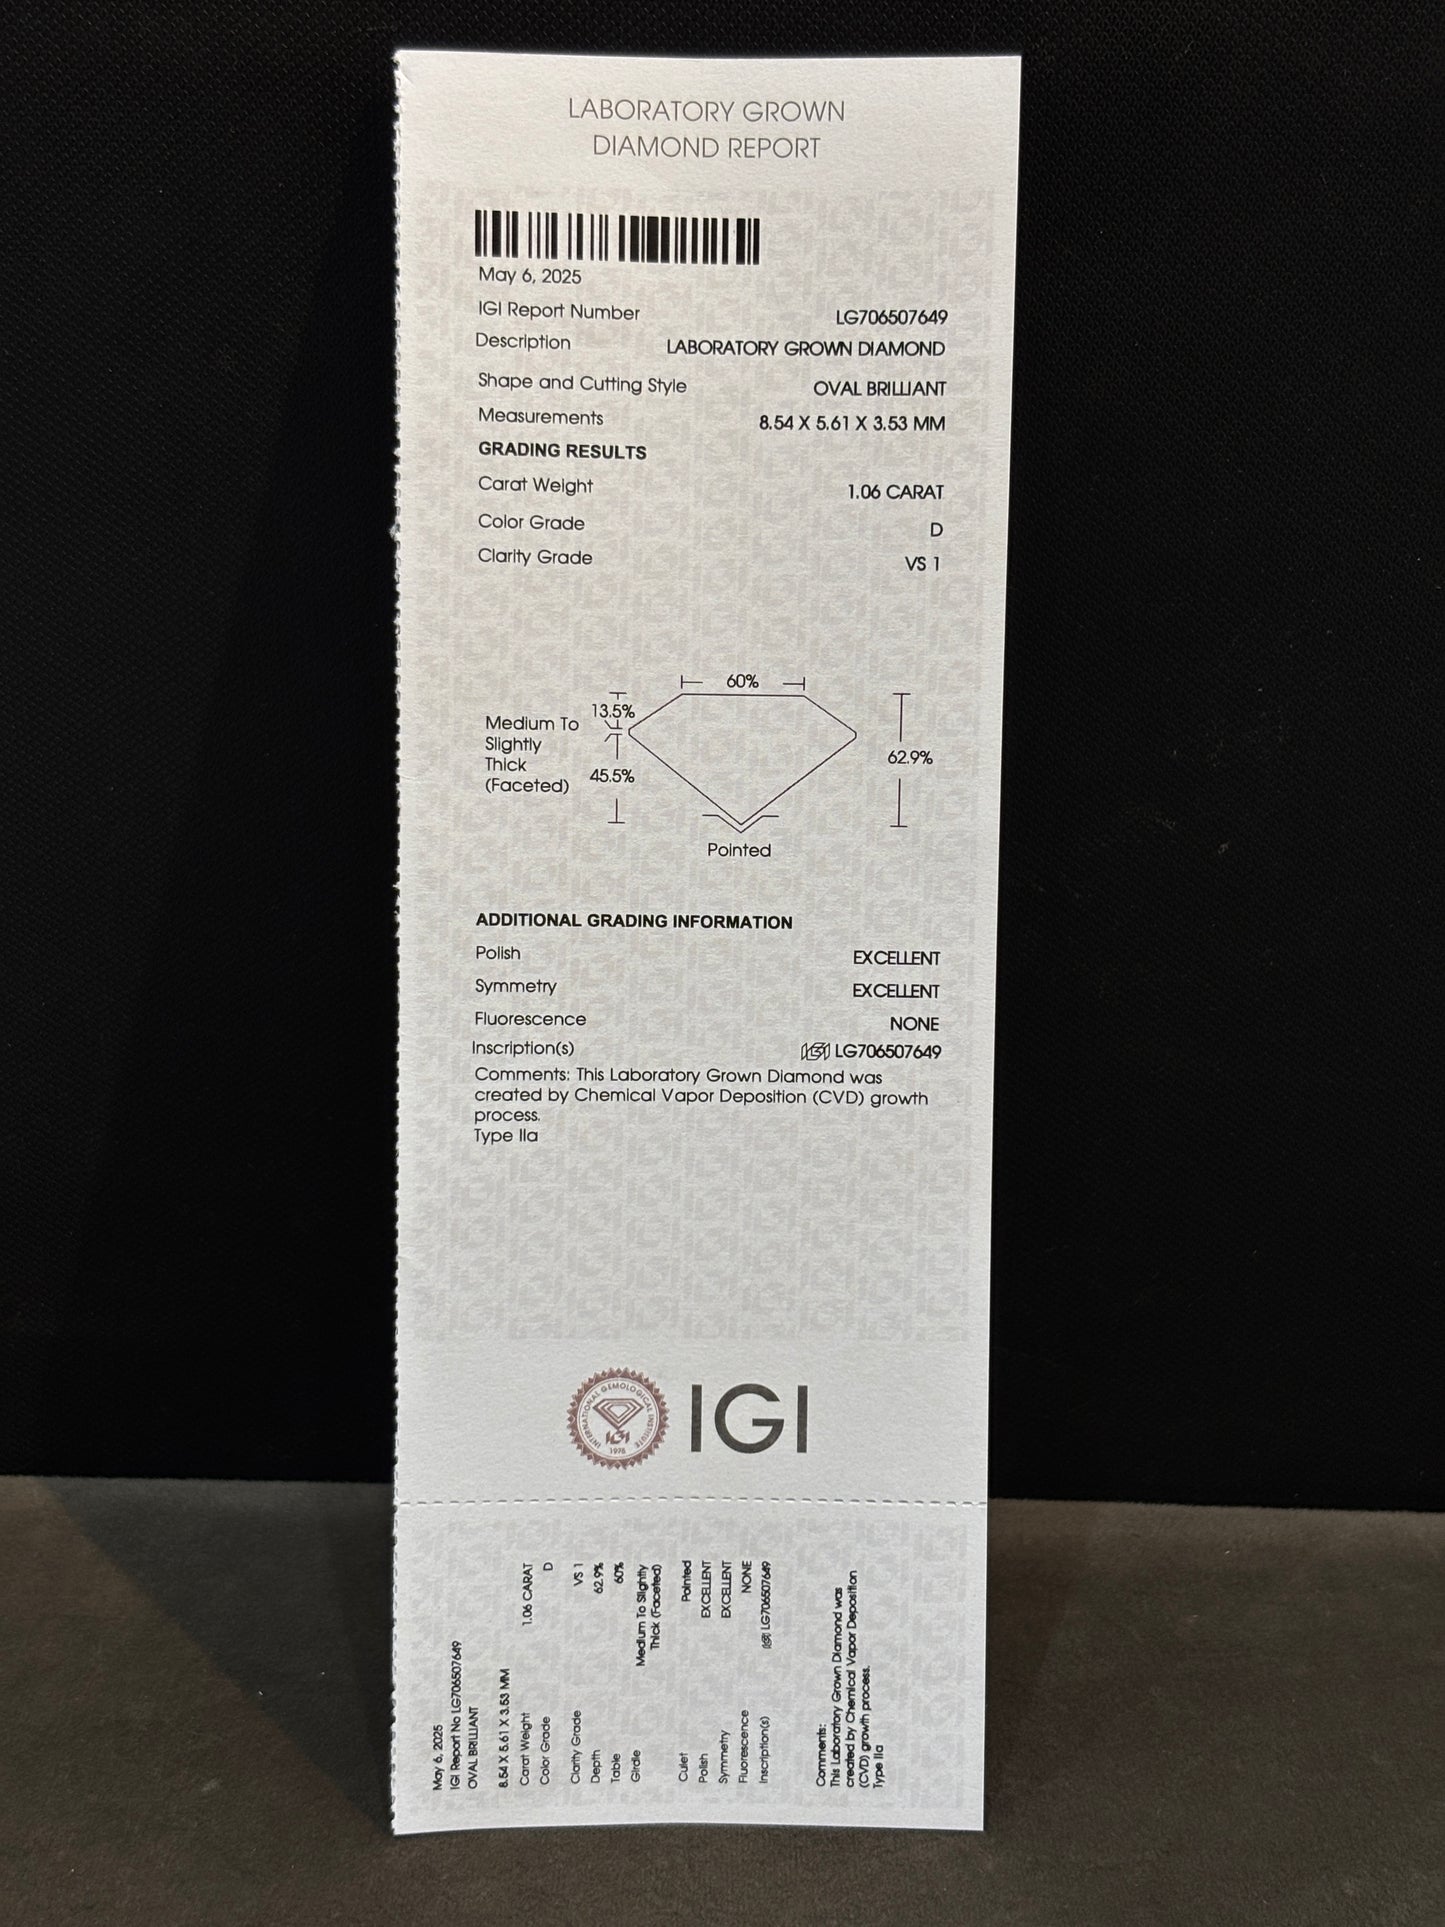 LABORATORY GROWN
DIAMOND REPORT
May 6, 2025
IGI Report Number LG706507649
Description LABORATORY GROWN DIAMOND
Shape and Cutting Style OVAL BRILLIANT
Measurements 8.54 X 5.61 X 3.53 MM
GRADING RESULTS
Carat Weight 1.06 CARAT
Color Grade D
Clarity Grade VS 1
60%
13.5%
Medium To
Slightly
Thick
(Faceted)
45.5%
62.9%
Pointed
ADDITIONAL GRADING INFORMATION
Polish EXCELLENT
Symmetry EXCELLENT
Fluorescence NONE
Inscription(s) IGI LG706507649
Comments: This Laboratory Grown Diamond was
created by Chemical Vapor Deposition (CVD) growth
process.
Type IIa
INTERNATIONAL GEMOLOGICAL INSTITUTE
IGI
1975
IGI
May 6, 2025
IGI Report No LG706507649
OVAL BRILLIANT
8.54 X 5.61 X 3.53 MM
Carat Weight 1.06 CARAT
Color Grade D
Clarity Grade VS 1
Depth 62.9%
Table 60%
Girdle Medium To Slightly
Thick (Faceted)
Culet Pointed
Polish EXCELLENT
Symmetry EXCELLENT
Fluorescence NONE
Inscription(s) IGI LG706507649
Comments:
This Laboratory Grown Diamond was
created by Chemical Vapor Deposition
(CVD) growth process.
Type IIa